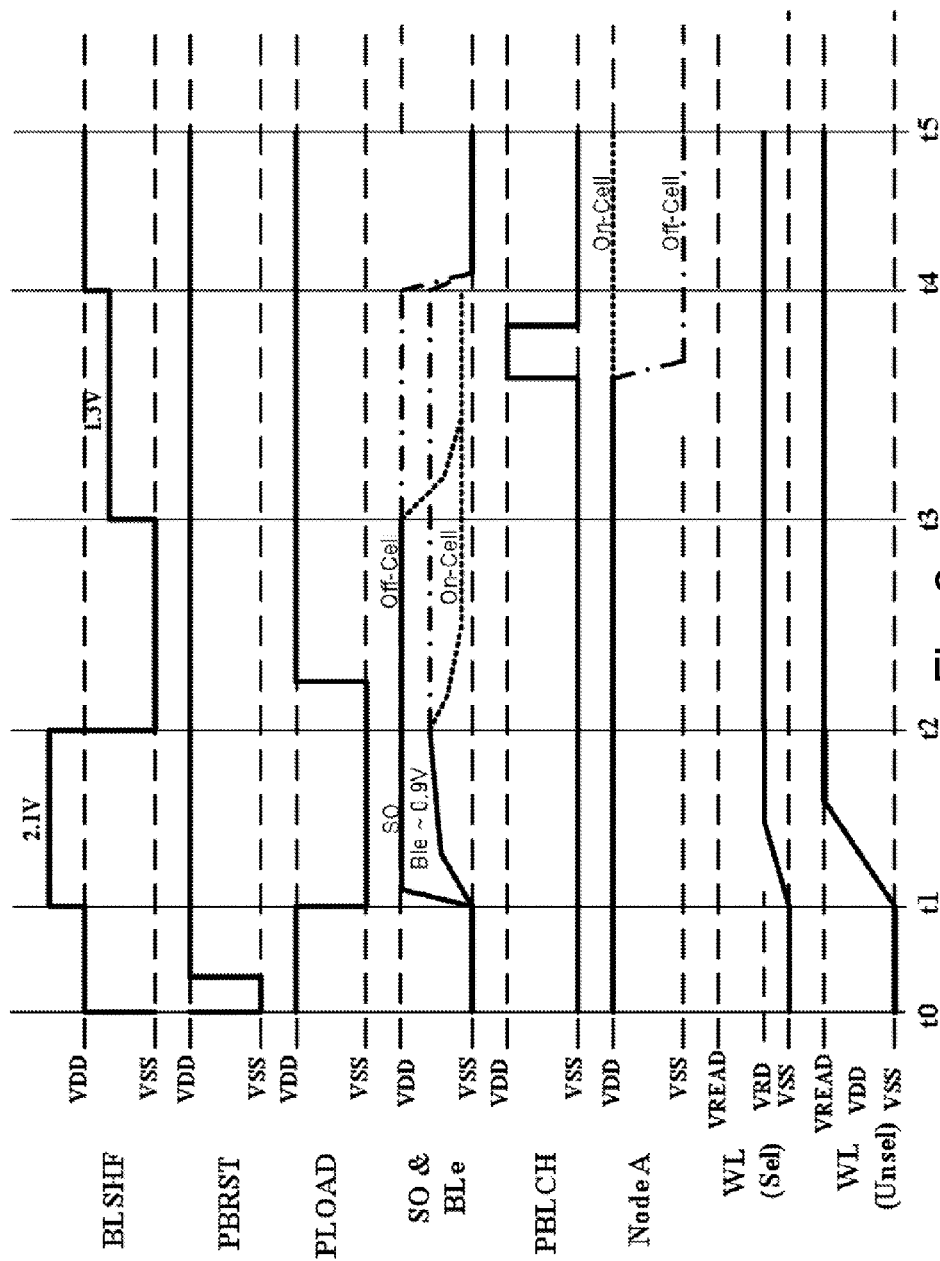 BLSHF
VDD
VSS
2.1V
1.3V
PBRST
VDD
VSS
PLOAD
VDD
VSS
SO &
BLe
VDD
VSS
SO
Ble ~ 0.9V
Off-Cel
On-Cell
PBLCH
VDD
VSS
Node A
VDD
VSS
On-Cell
Off-Cell
WL
(Sel)
VREAD
VRD
VSS
WL
(Unsel)
VREAD
VDD
VSS
t0 t1 t2 t3 t4 t5